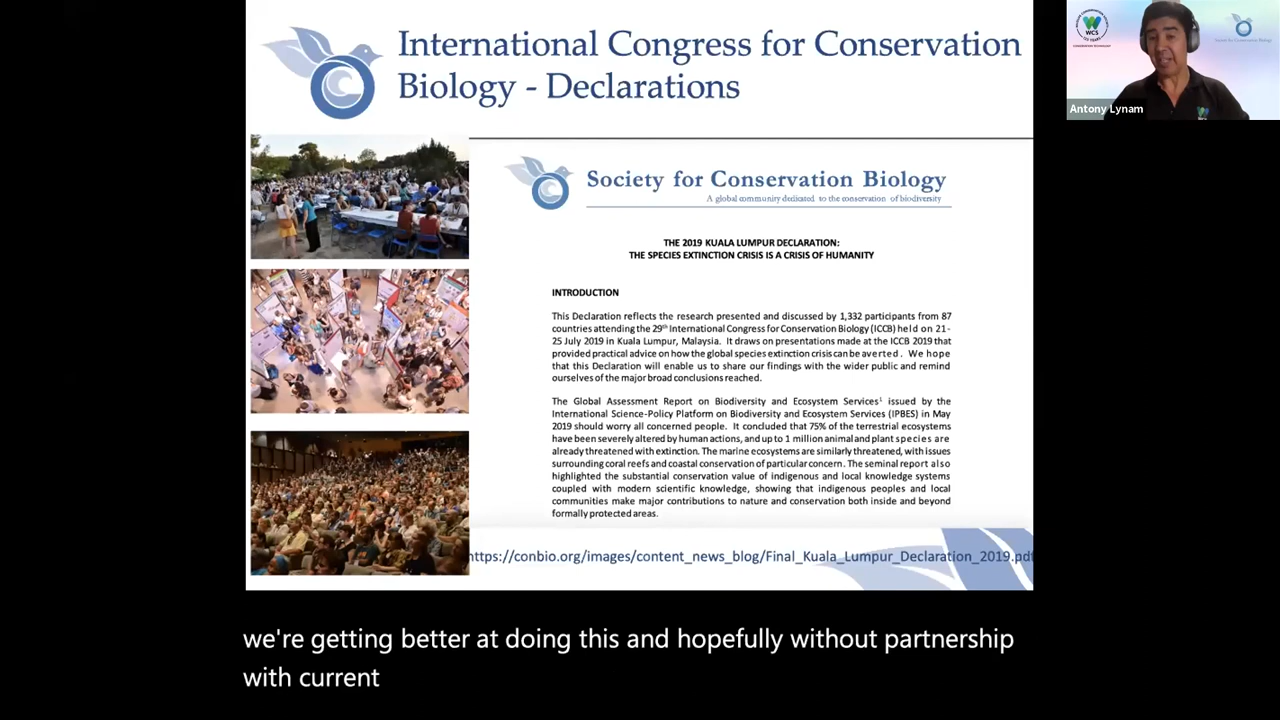 International Congress for Conservation
Biology - Declarations
WCS
Antony Lynam
Society for Conservation Biology
A global community dedicated to the conservation of biodiversity
THE 2019 KUALA LUMPUR DECLARATION:
THE SPECIES EXTINCTION CRISIS IS A CRISIS OF HUMANITY
INTRODUCTION
This Declaration reflects the research presented and discussed by 1,332 participants from 87
countries attending the 29th International Congress for Conservation Biology (ICCB) held on 21-
25 July 2019 in Kuala Lumpur, Malaysia. It draws on presentations made at the ICCB 2019 that
provided practical advice on how the global species extinction crisis can be averted. We hope
that this Declaration will enable us to share our findings with the wider public and remind
ourselves of the major broad conclusions reached.
The Global Assessment Report on Biodiversity and Ecosystem Services¹ issued by the
International Science-Policy Platform on Biodiversity and Ecosystem Services (IPBES) in May
2019 should worry all concerned people. It concluded that 75% of the terrestrial ecosystems
have been severely altered by human actions, and up to 1 million animal and plant species are
already threatened with extinction. The marine ecosystems are similarly threatened, with issues
surrounding coral reefs and coastal conservation of particular concern. The seminal report also
highlighted the substantial conservation value of indigenous and local knowledge systems
coupled with modern scientific knowledge, showing that indigenous peoples and local
communities make major contributions to nature and conservation both inside and beyond
formally protected areas.
https://conbio.org/images/content_news_blog/Final_Kuala_Lumpur_Declaration_2019.pdf
we're getting better at doing this and hopefully without partnership
with current